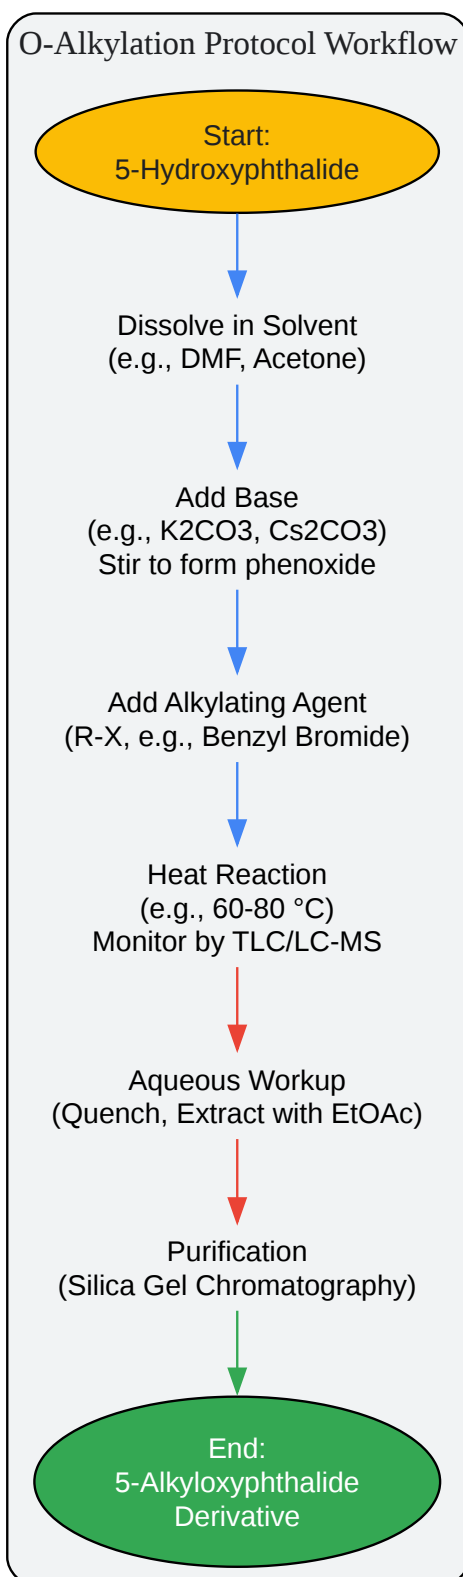 O-Alkylation Protocol Workflow
Start:
5-Hydroxyphthalide
Dissolve in Solvent
(e.g., DMF, Acetone)
Add Base
(e.g., K2CO3, Cs2CO3)
Stir to form phenoxide
Add Alkylating Agent
(R-X, e.g., Benzyl Bromide)
Heat Reaction
(e.g., 60-80 °C)
Monitor by TLC/LC-MS
Aqueous Workup
(Quench, Extract with EtOAc)
Purification
(Silica Gel Chromatography)
End:
5-Alkyloxyphthalide
Derivative